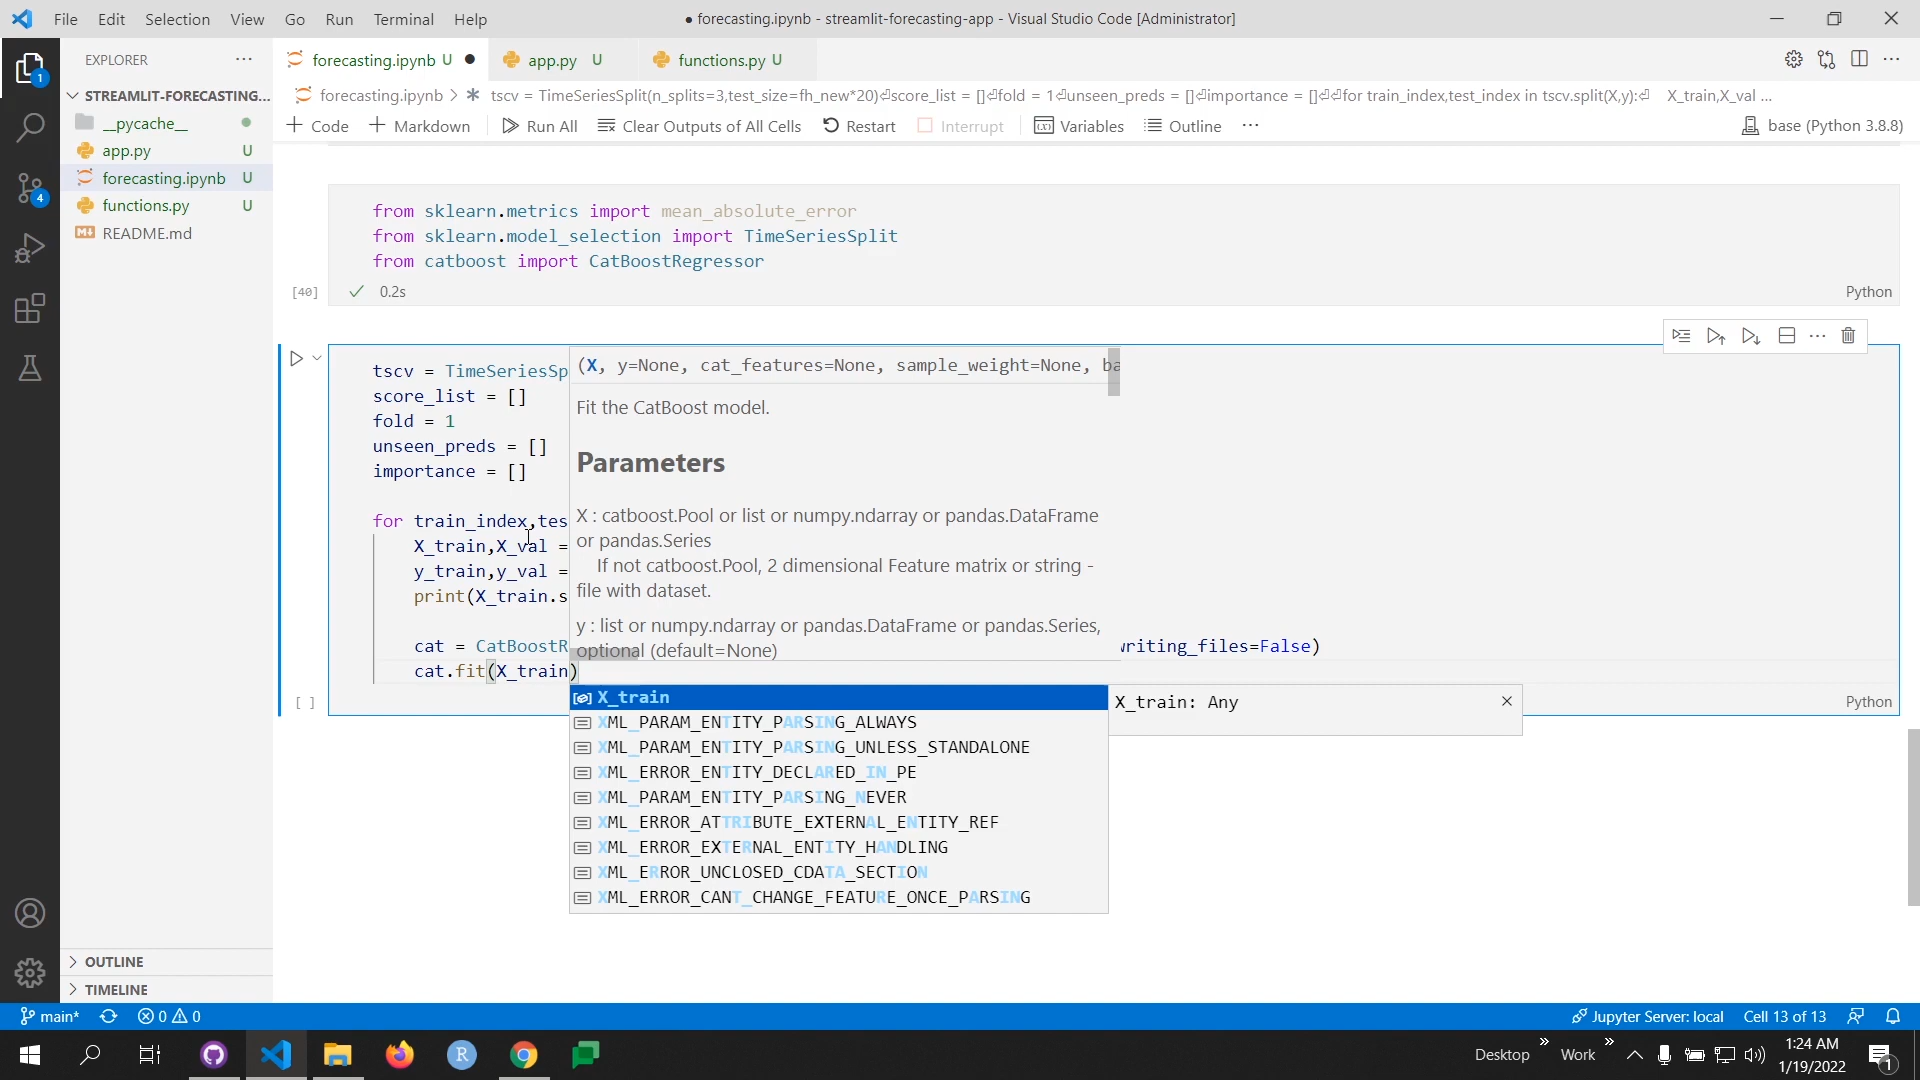 File Edit Selection View Go Run Terminal Help
● forecasting.ipynb - streamlit-forecasting-app - Visual Studio Code [Administrator]
EXPLORER
forecasting.ipynb U
app.py U
functions.py U
STREAMLIT-FORECASTING...
forecasting.ipynb > tscv = TimeSeriesSplit(n_splits=3,test_size=fh_new*20)⏎score_list = []⏎fold = 1⏎unseen_preds = []⏎importance = []⏎⏎for train_index,test_index in tscv.split(X,y):⏎ X_train,X_val ...
__pycache__
+ Code + Markdown Run All Clear Outputs of All Cells Restart Interrupt Variables Outline ...
base (Python 3.8.8)
app.py U
forecasting.ipynb U
functions.py U
README.md
from sklearn.metrics import mean_absolute_error
from sklearn.model_selection import TimeSeriesSplit
from catboost import CatBoostRegressor
[40] ✓ 0.2s Python
tscv = TimeSeriesSp
score_list = []
fold = 1
unseen_preds = []
importance = []
for train_index,tes
X_train,X_val =
y_train,y_val =
print(X_train.s
cat = CatBoostR
writing_files=False)
cat.fit(X_train)
[ ] Python
(X, y=None, cat_features=None, sample_weight=None, ba
Fit the CatBoost model.
Parameters
X : catboost.Pool or list or numpy.ndarray or pandas.DataFrame
or pandas.Series
If not catboost.Pool, 2 dimensional Feature matrix or string -
file with dataset.
y : list or numpy.ndarray or pandas.DataFrame or pandas.Series,
optional (default=None)
X_train
X_train: Any
XML_PARAM_ENTITY_PARSING_ALWAYS
XML_PARAM_ENTITY_PARSING_UNLESS_STANDALONE
XML_ERROR_ENTITY_DECLARED_IN_PE
XML_PARAM_ENTITY_PARSING_NEVER
XML_ERROR_ATTRIBUTE_EXTERNAL_ENTITY_REF
XML_ERROR_EXTERNAL_ENTITY_HANDLING
XML_ERROR_UNCLOSED_CDATA_SECTION
XML_ERROR_CANT_CHANGE_FEATURE_ONCE_PARSING
OUTLINE
TIMELINE
1
4
main* 0 0
Jupyter Server: local Cell 13 of 13
R
Desktop » Work »
1:24 AM
1/19/2022
1